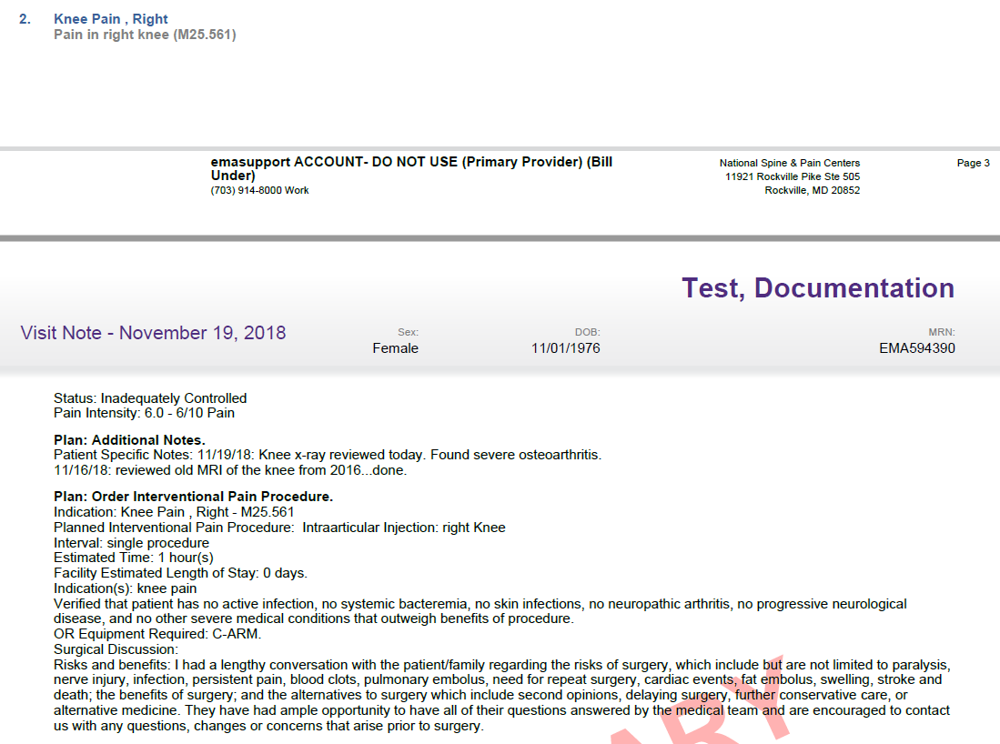 2. Knee Pain , Right
Pain in right knee (M25.561)
emasupport ACCOUNT- DO NOT USE (Primary Provider) (Bill
Under)
(703) 914-8000 Work
National Spine & Pain Centers
11921 Rockville Pike Ste 505
Rockville, MD 20852
Page 3
Test, Documentation
Visit Note - November 19, 2018
Sex:
Female
DOB:
11/01/1976
MRN:
EMA594390
Status: Inadequately Controlled
Pain Intensity: 6.0 - 6/10 Pain
Plan: Additional Notes.
Patient Specific Notes: 11/19/18: Knee x-ray reviewed today. Found severe osteoarthritis.
11/16/18: reviewed old MRI of the knee from 2016...done.
Plan: Order Interventional Pain Procedure.
Indication: Knee Pain , Right - M25.561
Planned Interventional Pain Procedure:  Intraarticular Injection: right Knee
Interval: single procedure
Estimated Time: 1 hour(s)
Facility Estimated Length of Stay: 0 days.
Indication(s): knee pain
Verified that patient has no active infection, no systemic bacteremia, no skin infections, no neuropathic arthritis, no progressive neurological
disease, and no other severe medical conditions that outweigh benefits of procedure.
OR Equipment Required: C-ARM.
Surgical Discussion:
Risks and benefits: I had a lengthy conversation with the patient/family regarding the risks of surgery, which include but are not limited to paralysis,
nerve injury, infection, persistent pain, blood clots, pulmonary embolus, need for repeat surgery, cardiac events, fat embolus, swelling, stroke and
death; the benefits of surgery; and the alternatives to surgery which include second opinions, delaying surgery, further conservative care, or
alternative medicine. They have had ample opportunity to have all of their questions answered by the medical team and are encouraged to contact
us with any questions, changes or concerns that arise prior to surgery.
ARY